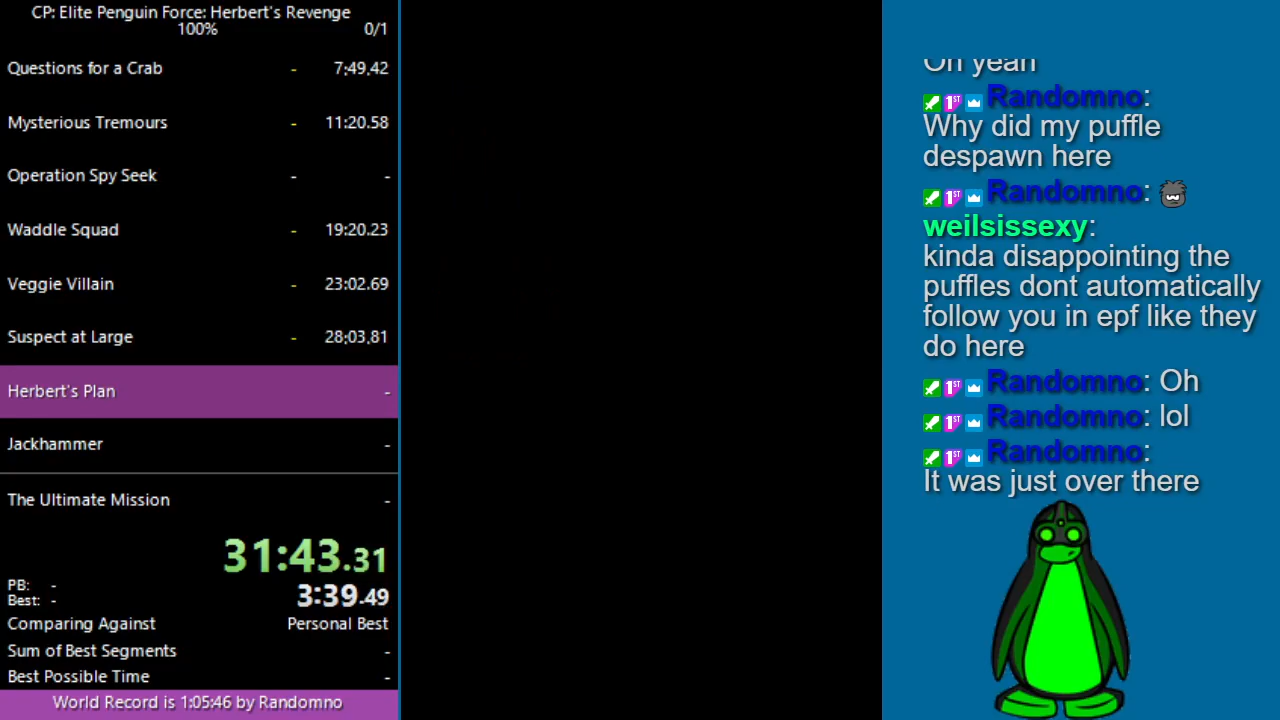 CP: Elite Penguin Force: Herbert's Revenge
100% 0/1
Questions for a Crab - 7:49.42
Mysterious Tremours - 11:20.58
Operation Spy Seek - -
Waddle Squad - 19:20.23
Veggie Villain - 23:02.69
Suspect at Large - 28:03.81
Herbert's Plan -
Jackhammer -
The Ultimate Mission -
31:43.31
PB: -
Best: - 3:39.49
Comparing Against Personal Best
Sum of Best Segments -
Best Possible Time -
World Record is 1:05:46 by Randomno
Oh yeah
1ST Randomno:
Why did my puffle
despawn here
1ST Randomno:
weilsissexy:
kinda disappointing the
puffles dont automatically
follow you in epf like they
do here
1ST Randomno: Oh
1ST Randomno: lol
1ST Randomno:
It was just over there